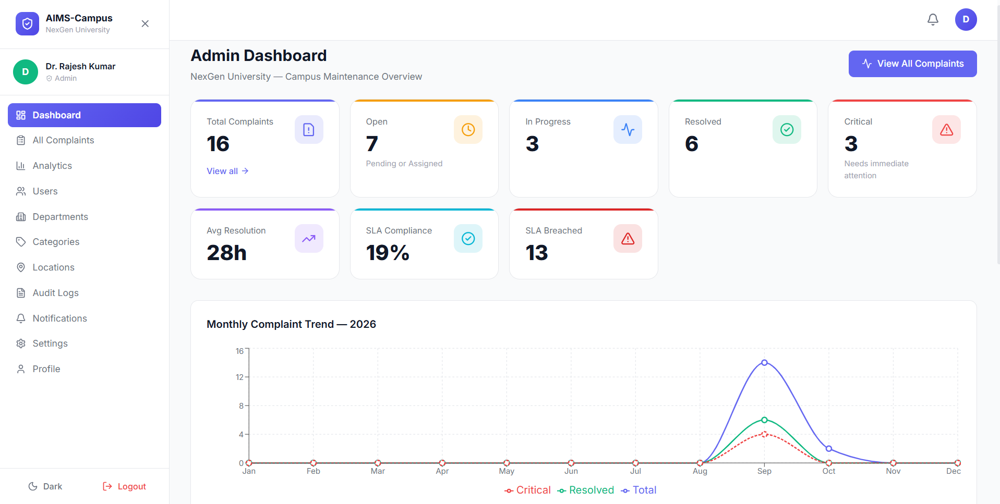 AIMS-Campus
NexGen University
D
Dr. Rajesh Kumar
Admin
Dashboard
All Complaints
Analytics
Users
Departments
Categories
Locations
Audit Logs
Notifications
Settings
Profile
Dark
Logout
D
Admin Dashboard
NexGen University — Campus Maintenance Overview
View All Complaints
Total Complaints
16
View all
Open
7
Pending or Assigned
In Progress
3
Resolved
6
Critical
3
Needs immediate
attention
Avg Resolution
28h
SLA Compliance
19%
SLA Breached
13
Monthly Complaint Trend — 2026
16
12
8
4
0
Jan Feb Mar Apr May Jun Jul Aug Sep Oct Nov Dec
Critical Resolved Total